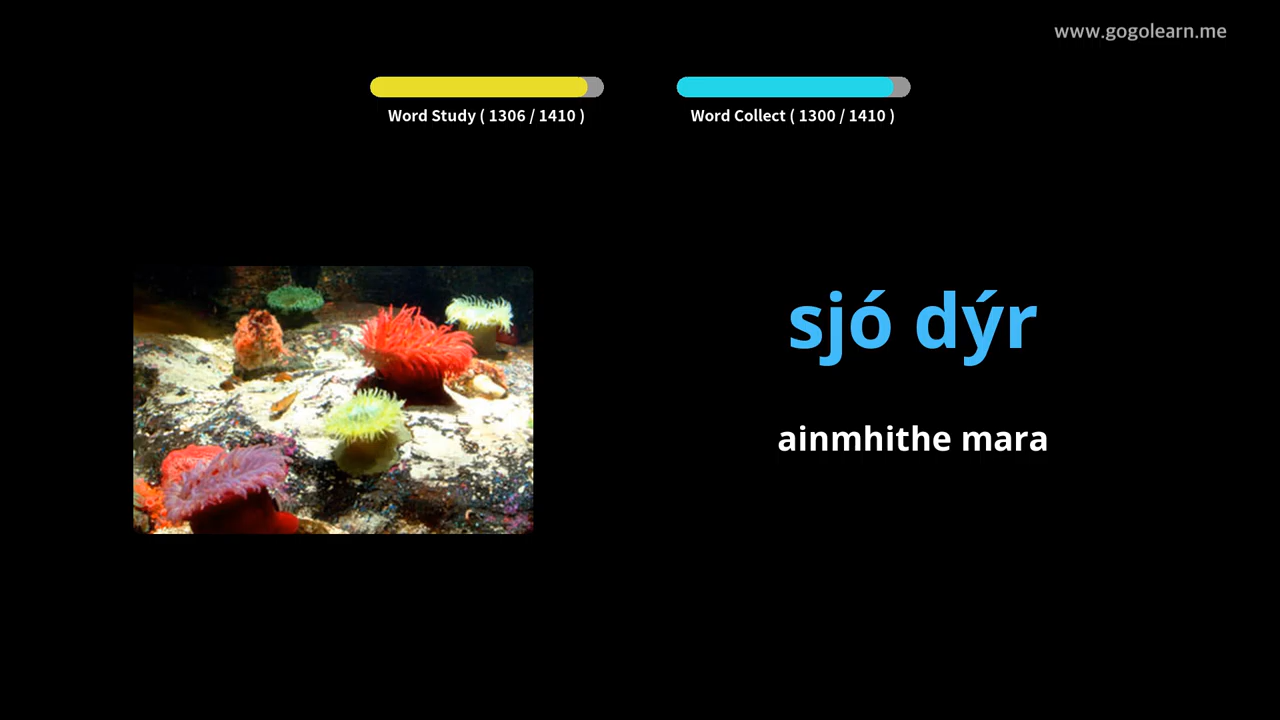 www.gogolearn.me
Word Study ( 1306 / 1410 )
Word Collect ( 1300 / 1410 )
sjó dýr
ainmhithe mara